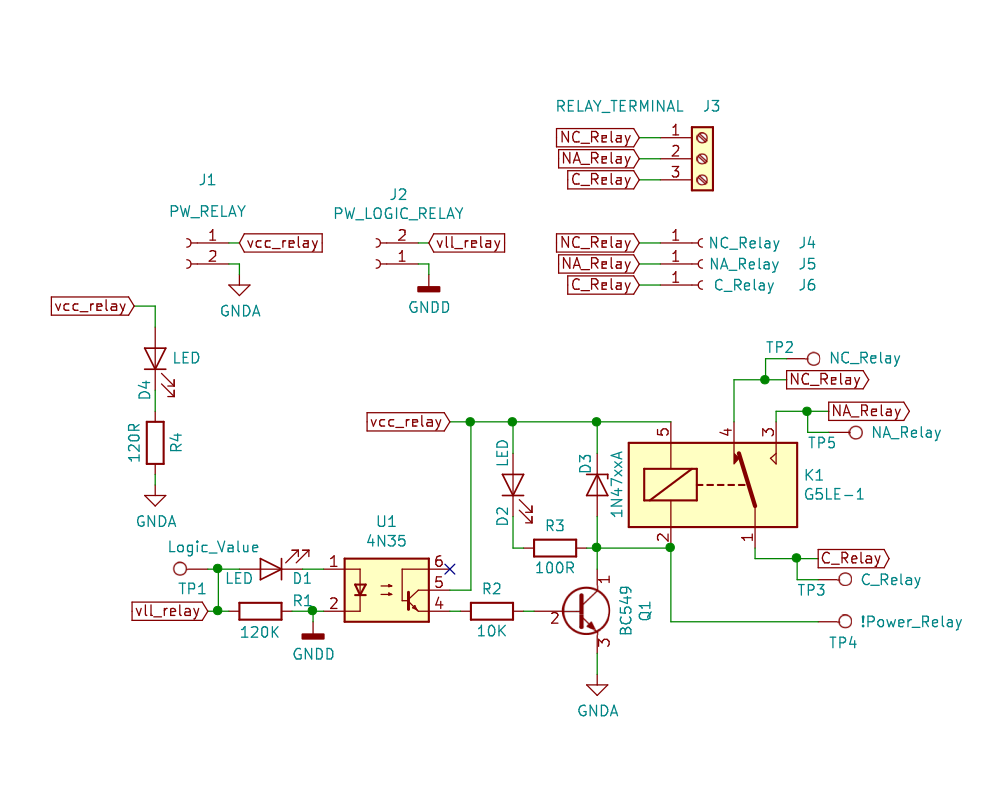 RELAY_TERMINAL J3
NC_Relay 1
NA_Relay 2
C_Relay 3
J1
PW_RELAY
1 vcc_relay
2
GNDA
J2
PW_LOGIC_RELAY
2 vll_relay
1
GNDD
NC_Relay 1 NC_Relay J4
NA_Relay 1 NA_Relay J5
C_Relay 1 C_Relay J6
vcc_relay
LED
D4
120R
R4
GNDA
TP2 NC_Relay
NC_Relay
NA_Relay
TP5 NA_Relay
vcc_relay
5
4
3
LED
D2
D3
1N47xxA
K1
G5LE-1
2
1
R3
100R
C_Relay
TP3 C_Relay
!Power_Relay
TP4
Logic_Value
TP1
LED D1
vll_relay
R1
120K
GNDD
U1
4N35
1
2
6
5
4
R2
10K
1
2
3
BC549
Q1
GNDA